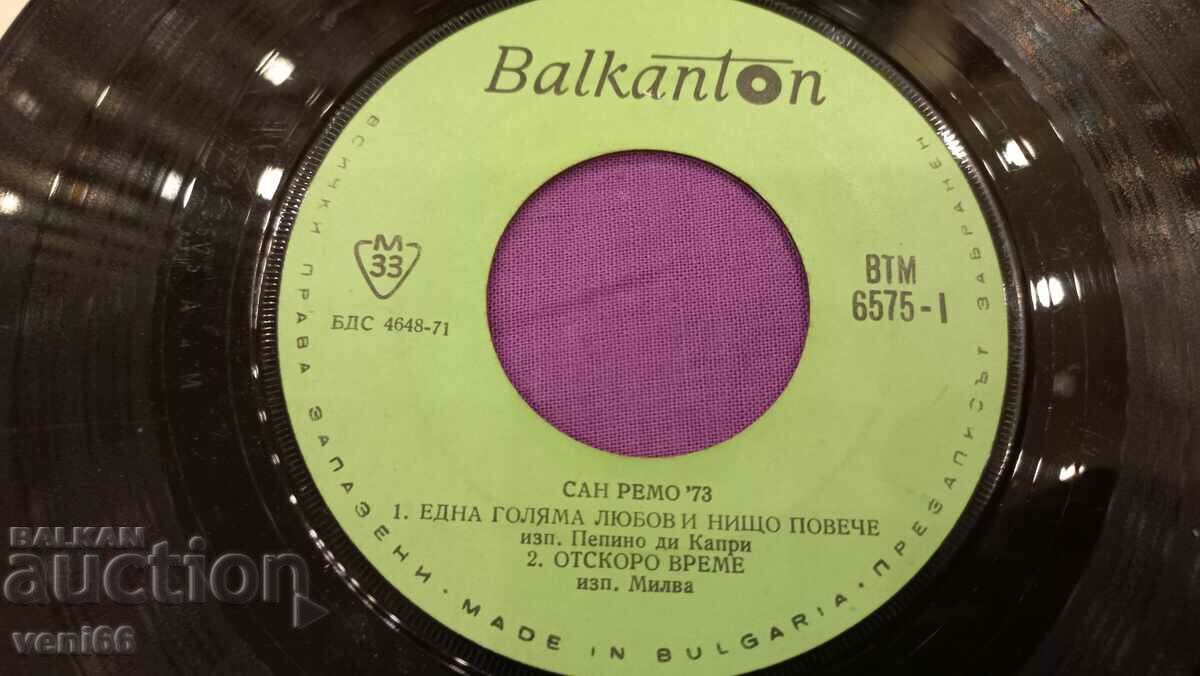 Balkanton
ВСИЧКИ ПРАВА ЗАПАЗЕНИ · MADE IN BULGARIA · ПРЕЗАПИСЪТ ЗАБРАНЕН
М
33
БДС 4648-71
ВТМ
6575-I
САН РЕМО '73
1. ЕДНА ГОЛЯМА ЛЮБОВ И НИЩО ПОВЕЧЕ
изп. Пепино ди Капри
2. ОТСКОРО ВРЕМЕ
изп. Милва
BALKAN
auction
veni66